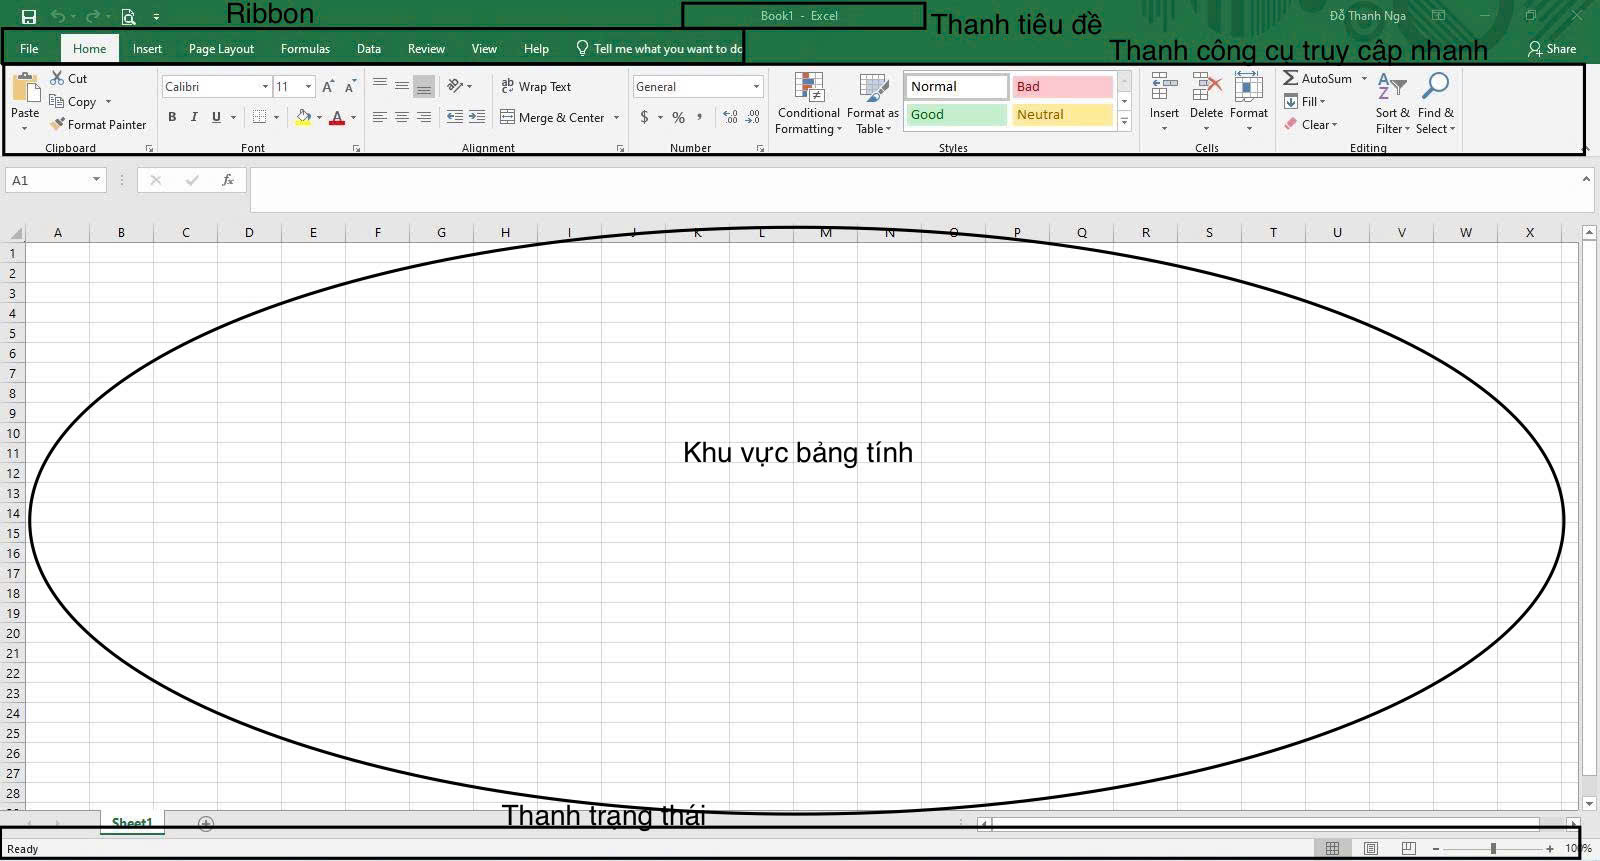 Ribbon
Book1 - Excel
Thanh tiêu đề
Đỗ Thanh Nga
File Home Insert Page Layout Formulas Data Review View Help Tell me what you want to do
Thanh công cụ truy cập nhanh
Share
Paste
Cut
Copy
Format Painter
Clipboard
Calibri 11 A A
B I U A
Font
ab Wrap Text
Merge & Center
Alignment
General
$ % ,
Number
Conditional Formatting
Format as Table
Normal Bad
Good Neutral
Styles
Insert Delete Format
Cells
AutoSum
Fill
Clear
Sort & Filter
Find & Select
Editing
A1 fx
A B C D E F G H I J K L M N O P Q R S T U V W X
1
2
3
4
5
6
7
8
9
10
Khu vực bảng tính
11
12
13
14
15
16
17
18
19
20
21
22
23
24
25
26
27
28
Thanh trạng thái
Sheet1
Ready
100%